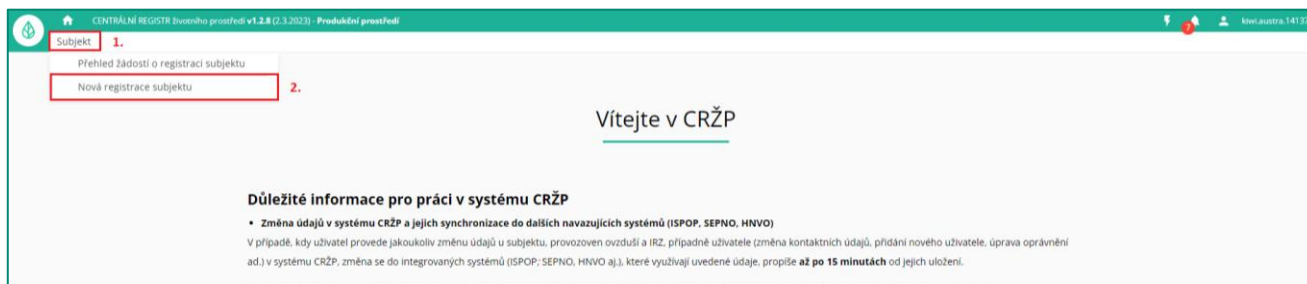 CENTRÁLNÍ REGISTR životního prostředí v1.2.8 (2.3.2023) - Produkční prostředí
7
kiwi.austra.14137
Subjekt 1.
Přehled žádostí o registraci subjektu
Nová registrace subjektu 2.
Vítejte v CRŽP
Důležité informace pro práci v systému CRŽP
• Změna údajů v systému CRŽP a jejich synchronizace do dalších navazujících systémů (ISPOP, SEPNO, HNVO)
V případě, kdy uživatel provede jakoukoliv změnu údajů u subjektu, provozoven ovzduší a IRZ, případně uživatele (změna kontaktních údajů, přidání nového uživatele, úprava oprávnění
ad.) v systému CRŽP, změna se do integrovaných systémů (ISPOP, SEPNO, HNVO aj.), které využívají uvedené údaje, propíše až po 15 minutách od jejich uložení.